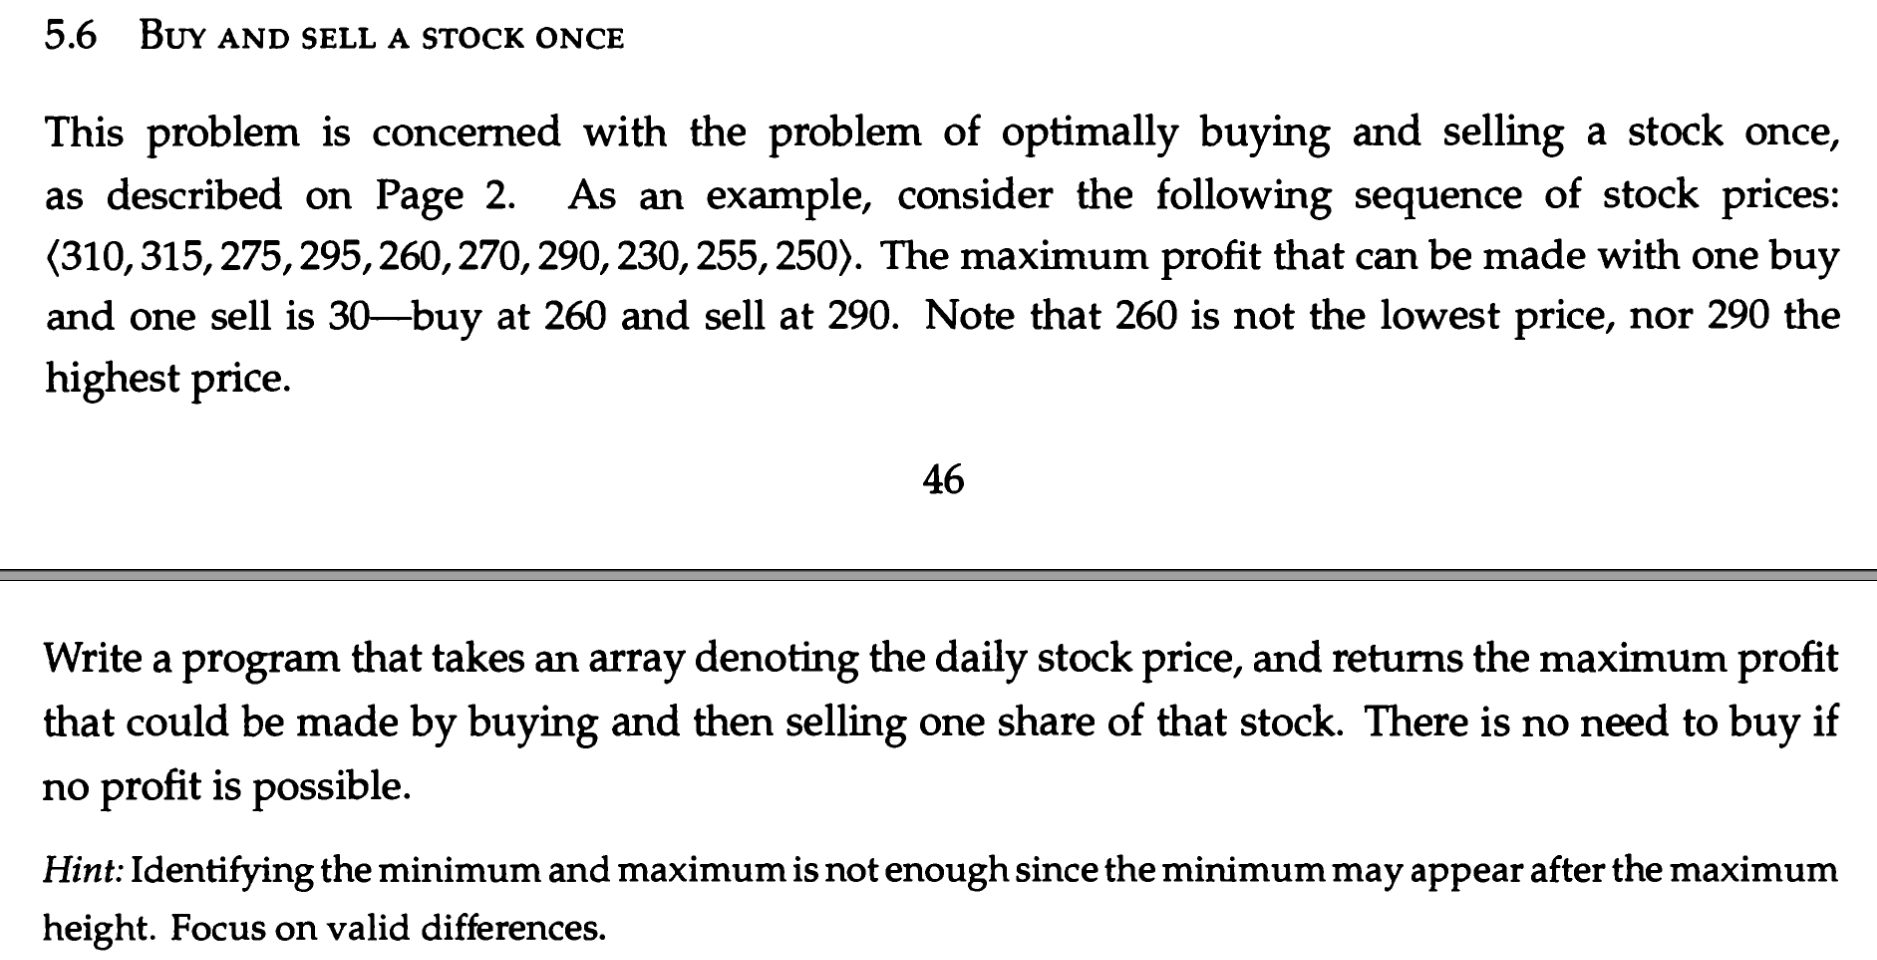 5.6 BUY AND SELL A STOCK ONCE
This problem is concerned with the problem of optimally buying and selling a stock once,
as described on Page 2. As an example, consider the following sequence of stock prices:
⟨310, 315, 275, 295, 260, 270, 290, 230, 255, 250⟩. The maximum profit that can be made with one buy
and one sell is 30—buy at 260 and sell at 290. Note that 260 is not the lowest price, nor 290 the
highest price.
46
Write a program that takes an array denoting the daily stock price, and returns the maximum profit
that could be made by buying and then selling one share of that stock. There is no need to buy if
no profit is possible.
Hint: Identifying the minimum and maximum is not enough since the minimum may appear after the maximum
height. Focus on valid differences.